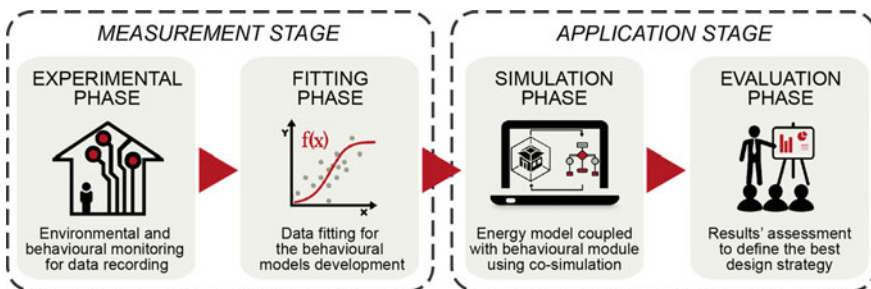 MEASUREMENT STAGE
APPLICATION STAGE
EXPERIMENTAL
PHASE
Environmental and
behavioural monitoring
for data recording
FITTING
PHASE
Y
f(x)
X
Data fitting for
the behavioural
models development
SIMULATION
PHASE
Energy model coupled
with behavioural module
using co-simulation
EVALUATION
PHASE
Results’ assessment
to define the best
design strategy